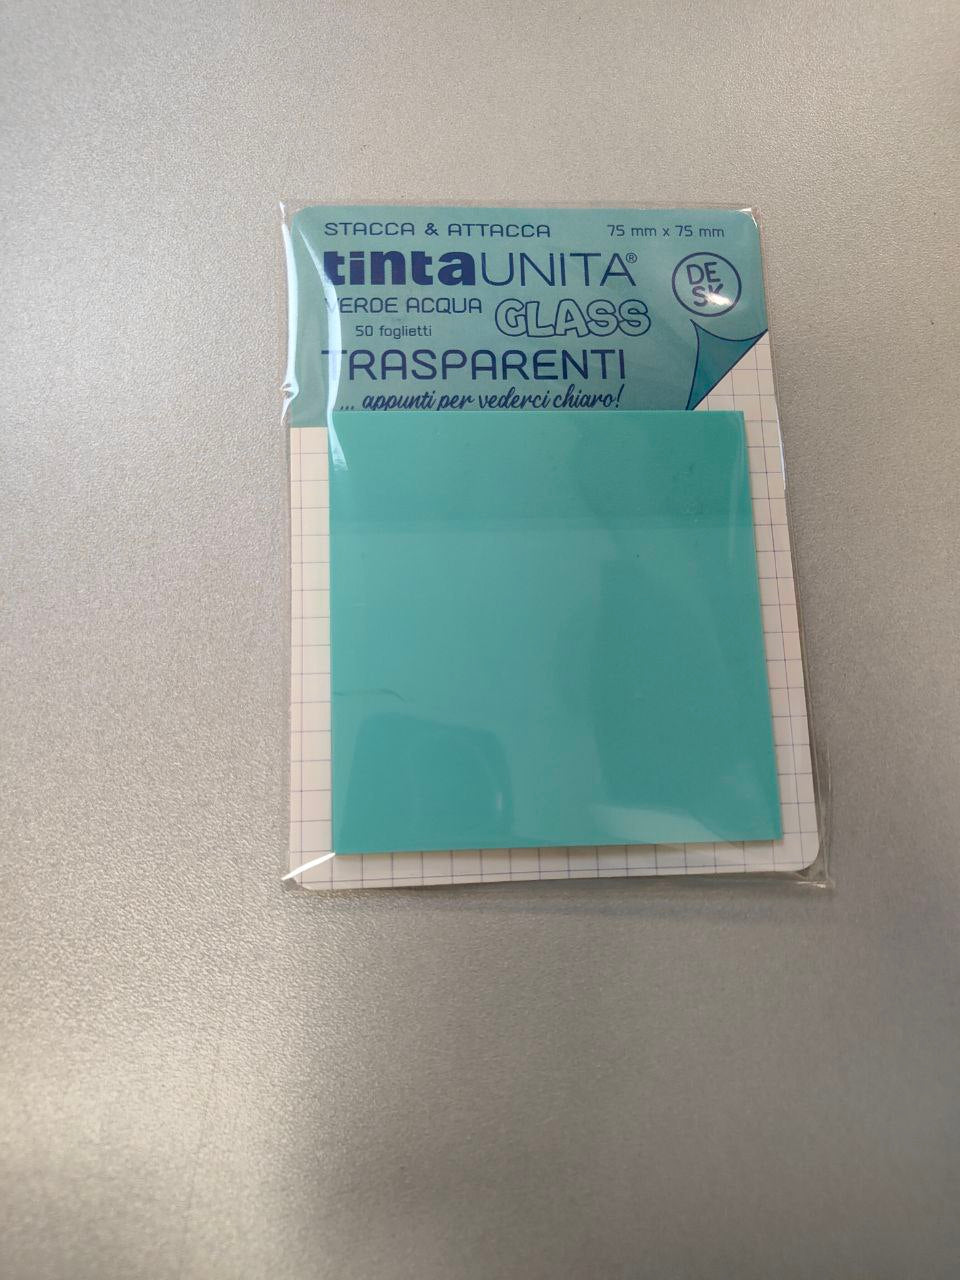 STACCA & ATTACCA
75 mm x 75 mm
tintaUNITA®
DE
SK
VERDE ACQUA GLASS
50 foglietti
TRASPARENTI
... appunti per vederci chiaro!